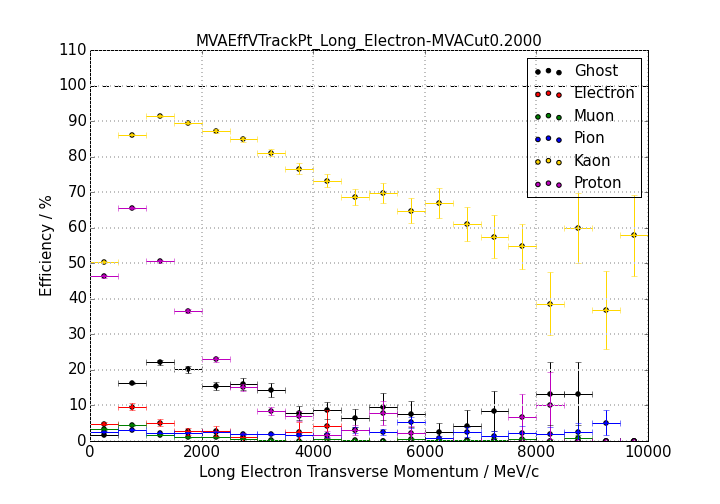 MVAEffVTrackPt_Long_Electron-MVACut0.2000
110
100
90
80
70
60
50
40
30
20
10
0
Efficiency / %
Ghost
Electron
Muon
Pion
Kaon
Proton
0 2000 4000 6000 8000 10000
Long Electron Transverse Momentum / MeV/c